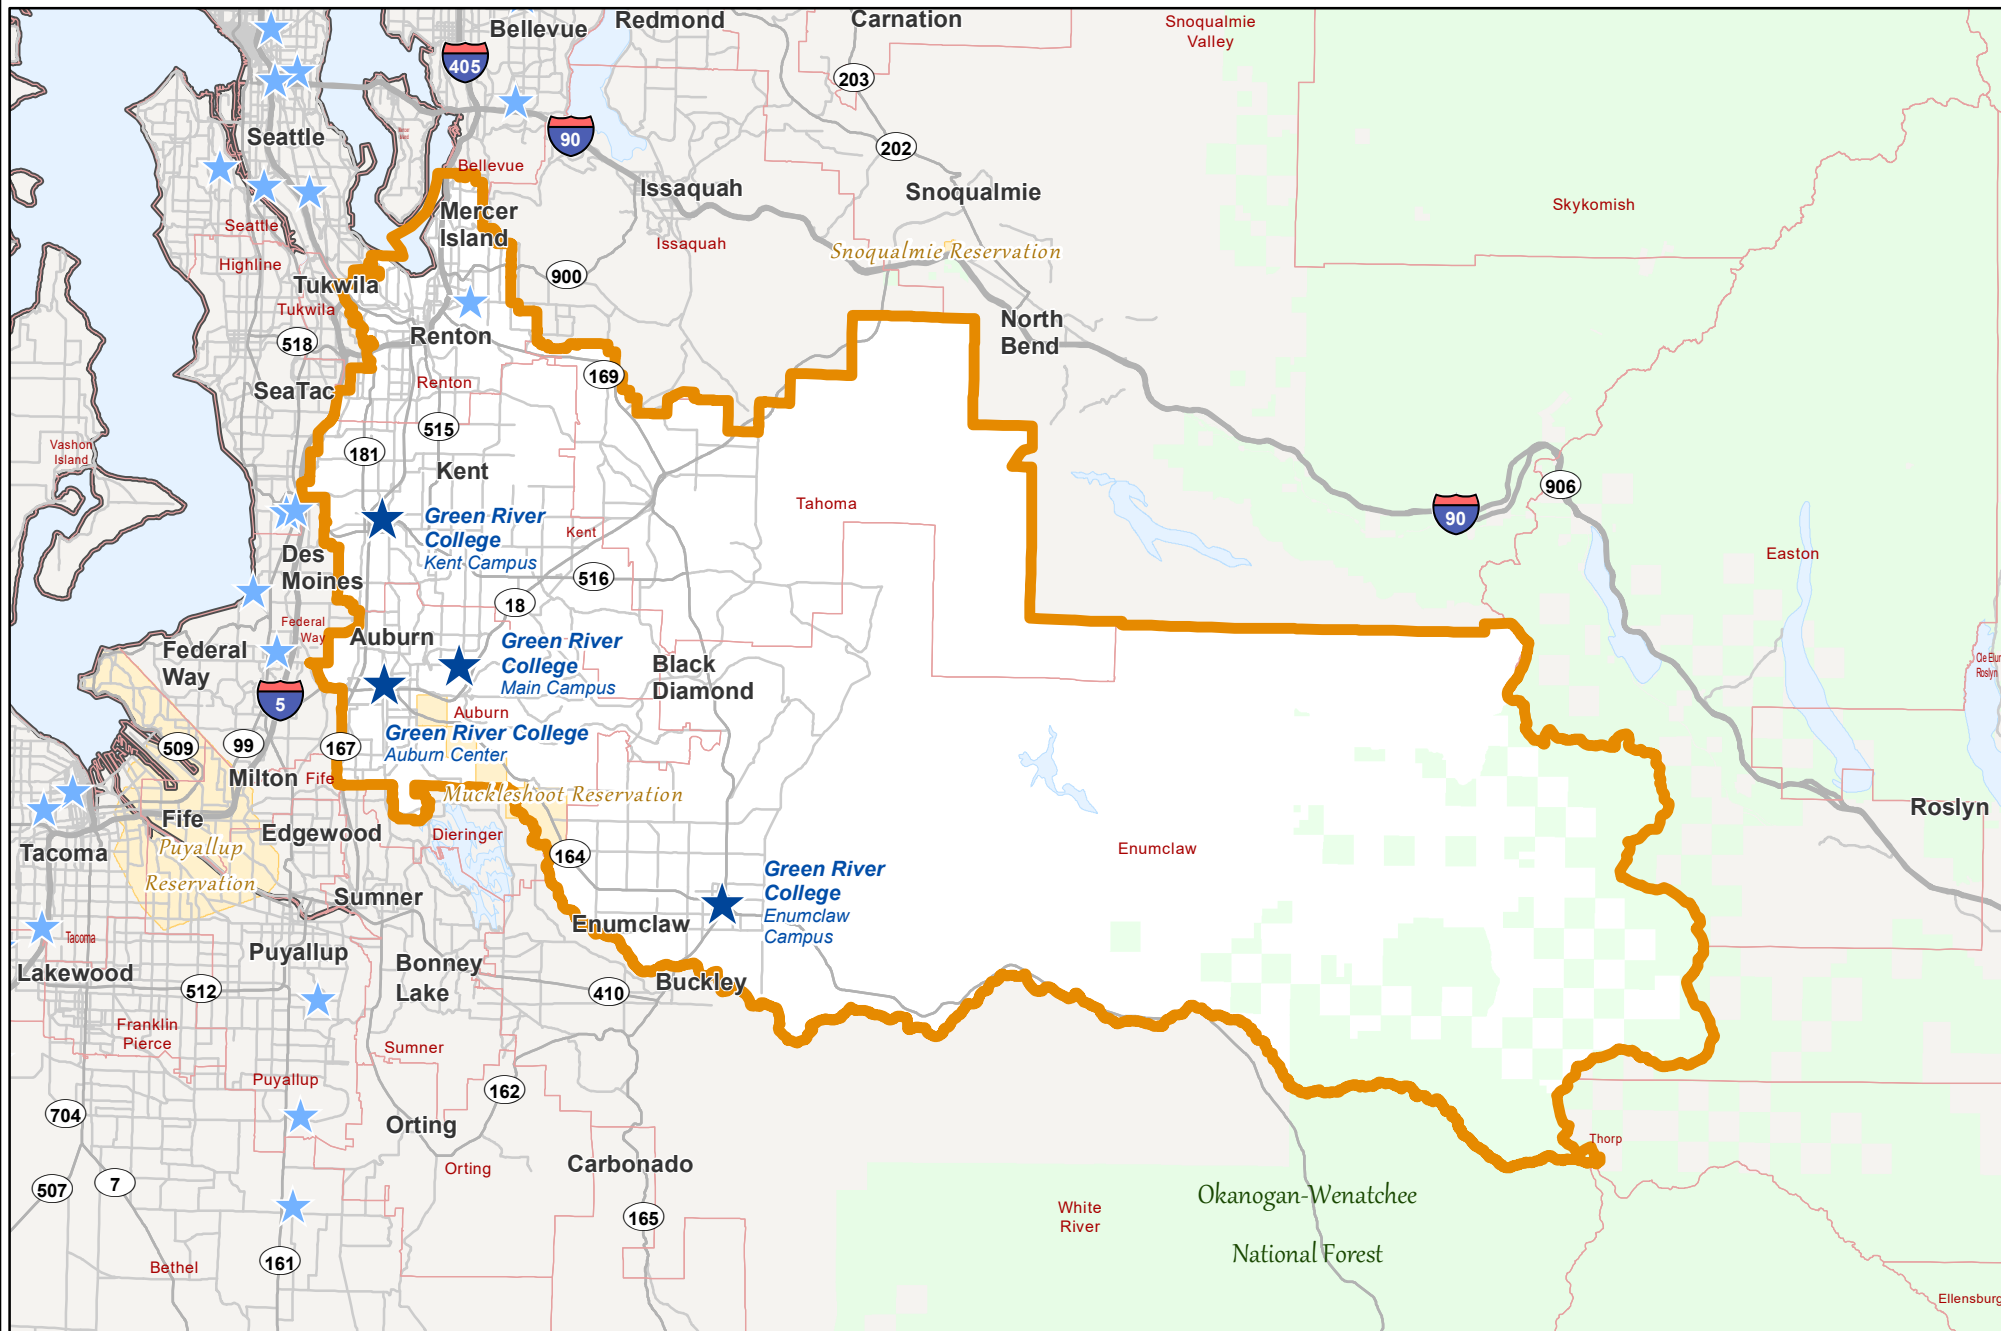 Bellevue
Redmond
Carnation
Snoqualmie
Valley
405
203
90
202
Seattle
Bellevue
Issaquah
Snoqualmie
Skykomish
Mercer
Island
Seattle
Issaquah
Snoqualmie Reservation
Highline
900
Tukwila
Tukwila
North
Bend
518
Renton
169
Renton
SeaTac
515
181
Vashon
Island
Kent
906
Tahoma
90
Green River
College
Kent Campus
Kent
Easton
Des
Moines
516
18
Federal
Way
Auburn
Green River
College
Main Campus
Federal
Way
Black
Diamond
Cle Elum
Roslyn
5
Auburn
Green River College
Auburn Center
509
99
167
Milton
Fife
Muckleshoot Reservation
Roslyn
Fife
Edgewood
Dieringer
Tacoma
Puyallup
Reservation
164
Enumclaw
Green River
College
Enumclaw
Campus
Sumner
Enumclaw
Tacoma
Puyallup
Bonney
Lake
Lakewood
Buckley
512
410
Franklin
Pierce
Sumner
Puyallup
162
704
Orting
Thorp
Carbonado
Orting
507
7
Okanogan-Wenatchee
National Forest
White
River
165
161
Bethel
Ellensburg